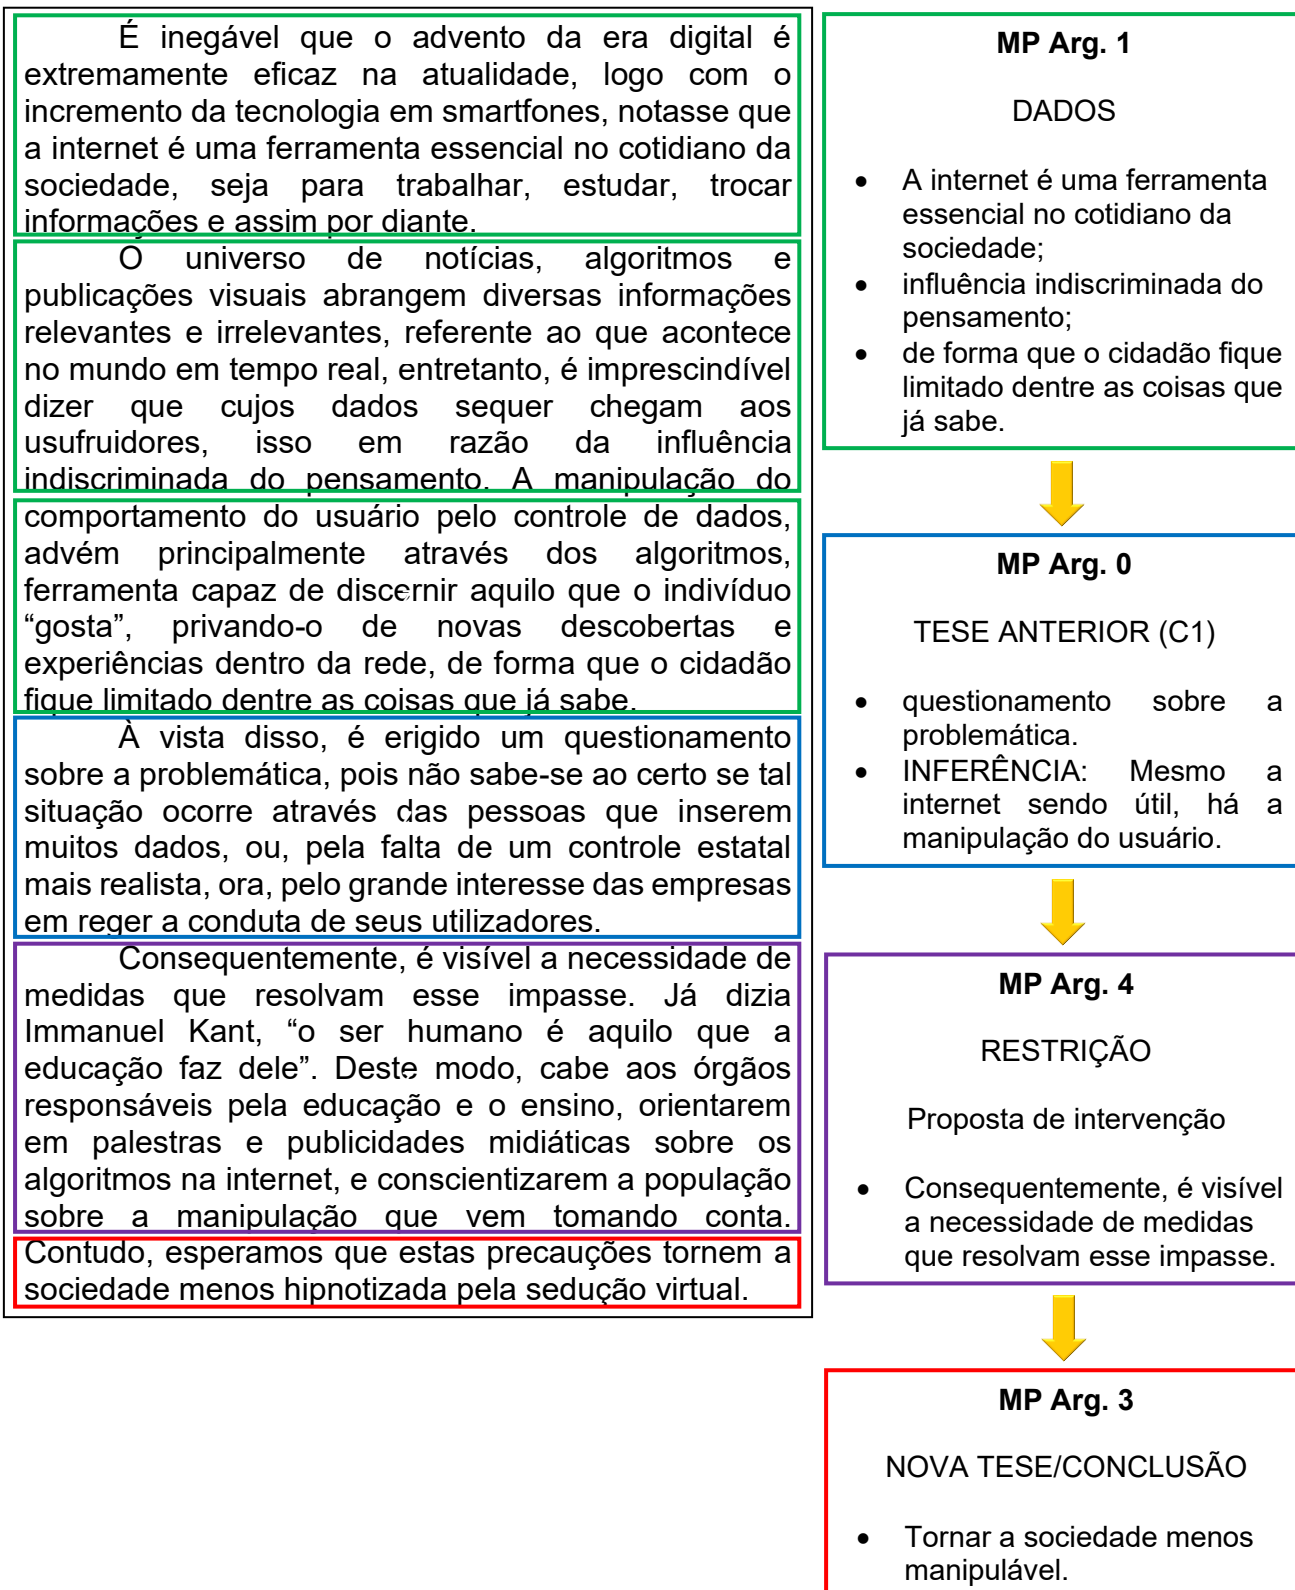 É inegável que o advento da era digital é
extremamente eficaz na atualidade, logo com o
incremento da tecnologia em smartfones, notasse que
a internet é uma ferramenta essencial no cotidiano da
sociedade, seja para trabalhar, estudar, trocar
informações e assim por diante.
O universo de notícias, algoritmos e
publicações visuais abrangem diversas informações
relevantes e irrelevantes, referente ao que acontece
no mundo em tempo real, entretanto, é imprescindível
dizer que cujos dados sequer chegam aos
usufruidores, isso em razão da influência
indiscriminada do pensamento. A manipulação do
comportamento do usuário pelo controle de dados,
advém principalmente através dos algoritmos,
ferramenta capaz de discernir aquilo que o indivíduo
“gosta”, privando-o de novas descobertas e
experiências dentro da rede, de forma que o cidadão
fique limitado dentre as coisas que já sabe.
À vista disso, é erigido um questionamento
sobre a problemática, pois não sabe-se ao certo se tal
situação ocorre através das pessoas que inserem
muitos dados, ou, pela falta de um controle estatal
mais realista, ora, pelo grande interesse das empresas
em reger a conduta de seus utilizadores.
Consequentemente, é visível a necessidade de
medidas que resolvam esse impasse. Já dizia
Immanuel Kant, “o ser humano é aquilo que a
educação faz dele”. Deste modo, cabe aos órgãos
responsáveis pela educação e o ensino, orientarem
em palestras e publicidades midiáticas sobre os
algoritmos na internet, e conscientizarem a população
sobre a manipulação que vem tomando conta.
Contudo, esperamos que estas precauções tornem a
sociedade menos hipnotizada pela sedução virtual.
MP Arg. 1
DADOS
• A internet é uma ferramenta
essencial no cotidiano da
sociedade;
• influência indiscriminada do
pensamento;
• de forma que o cidadão fique
limitado dentre as coisas que
já sabe.
MP Arg. 0
TESE ANTERIOR (C1)
• questionamento sobre a
problemática.
• INFERÊNCIA: Mesmo a
internet sendo útil, há a
manipulação do usuário.
MP Arg. 4
RESTRIÇÃO
Proposta de intervenção
• Consequentemente, é visível
a necessidade de medidas
que resolvam esse impasse.
MP Arg. 3
NOVA TESE/CONCLUSÃO
• Tornar a sociedade menos
manipulável.